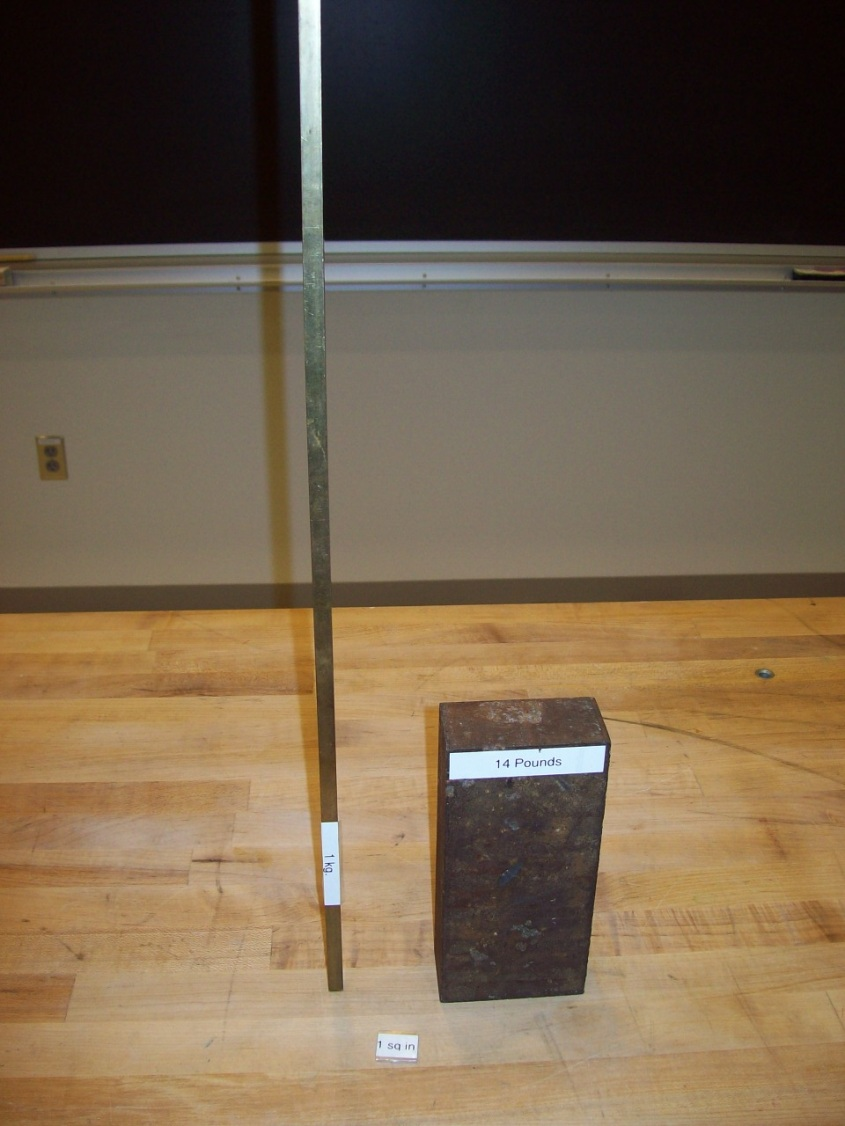 14 Pounds
1 kg.
1 sq in